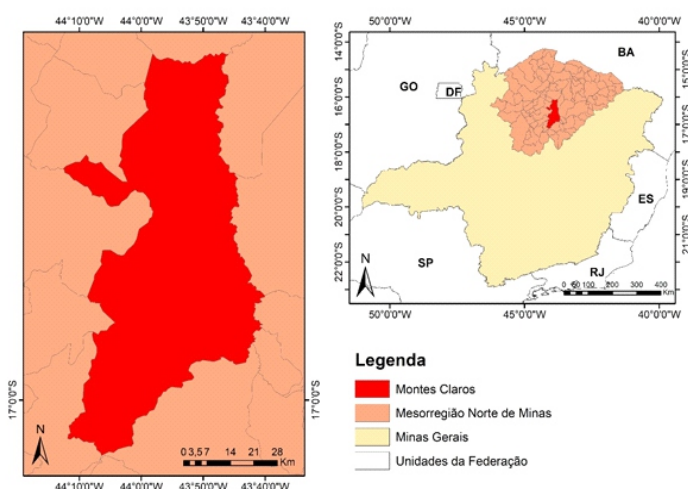 44°10'0"W 44°0'0"W 43°50'0"W 43°40'0"W
17°0'0"S
17°0'0"S
N
0 3,5 7 14 21 28
Km
44°10'0"W 44°0'0"W 43°50'0"W 43°40'0"W
50°0'0"W 45°0'0"W 40°0'0"W
14°0'0"S
16°0'0"S
18°0'0"S
20°0'0"S
22°0'0"S
BA
GO
DF
ES
SP
RJ
N
0 50 100 200 300 400
Km
13°0'0"S
15°0'0"S
17°0'0"S
19°0'0"S
21°0'0"S
50°0'0"W 45°0'0"W 40°0'0"W
Legenda
Montes Claros
Mesorregião Norte de Minas
Minas Gerais
Unidades da Federação